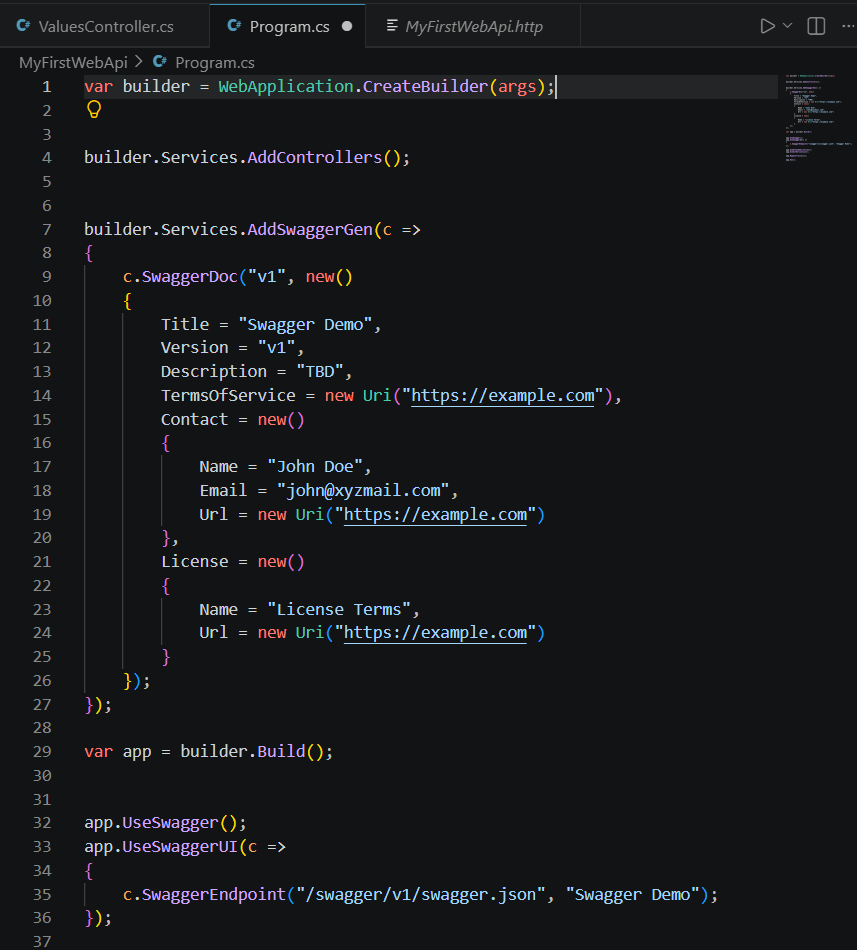 ValuesController.cs
Program.cs
MyFirstWebApi.http
MyFirstWebApi > Program.cs
1 var builder = WebApplication.CreateBuilder(args);
2
3
4 builder.Services.AddControllers();
5
6
7 builder.Services.AddSwaggerGen(c =>
8 {
9     c.SwaggerDoc("v1", new()
10     {
11         Title = "Swagger Demo",
12         Version = "v1",
13         Description = "TBD",
14         TermsOfService = new Uri("https://example.com"),
15         Contact = new()
16         {
17             Name = "John Doe",
18             Email = "john@xyzmail.com",
19             Url = new Uri("https://example.com")
20         },
21         License = new()
22         {
23             Name = "License Terms",
24             Url = new Uri("https://example.com")
25         }
26     });
27 });
28
29 var app = builder.Build();
30
31
32 app.UseSwagger();
33 app.UseSwaggerUI(c =>
34 {
35     c.SwaggerEndpoint("/swagger/v1/swagger.json", "Swagger Demo");
36 });
37